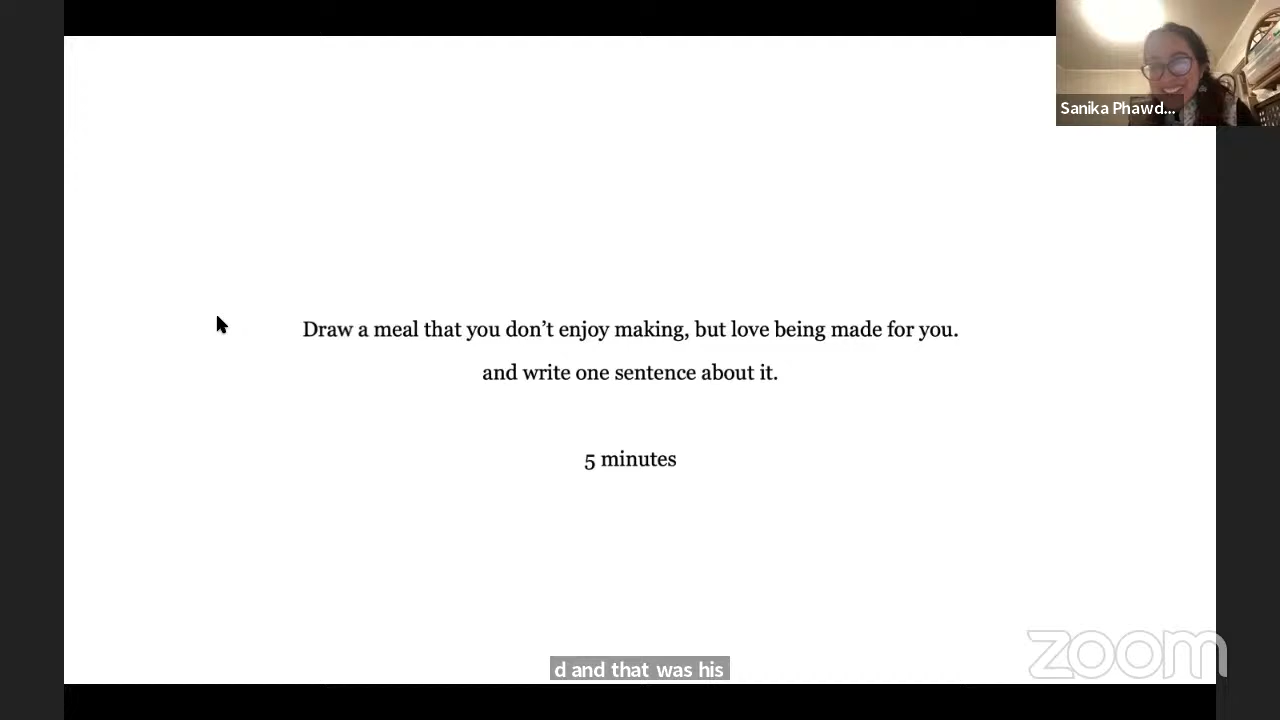 Sanika Phawd...
Draw a meal that you don’t enjoy making, but love being made for you.
and write one sentence about it.
5 minutes
d and that was his
zoom